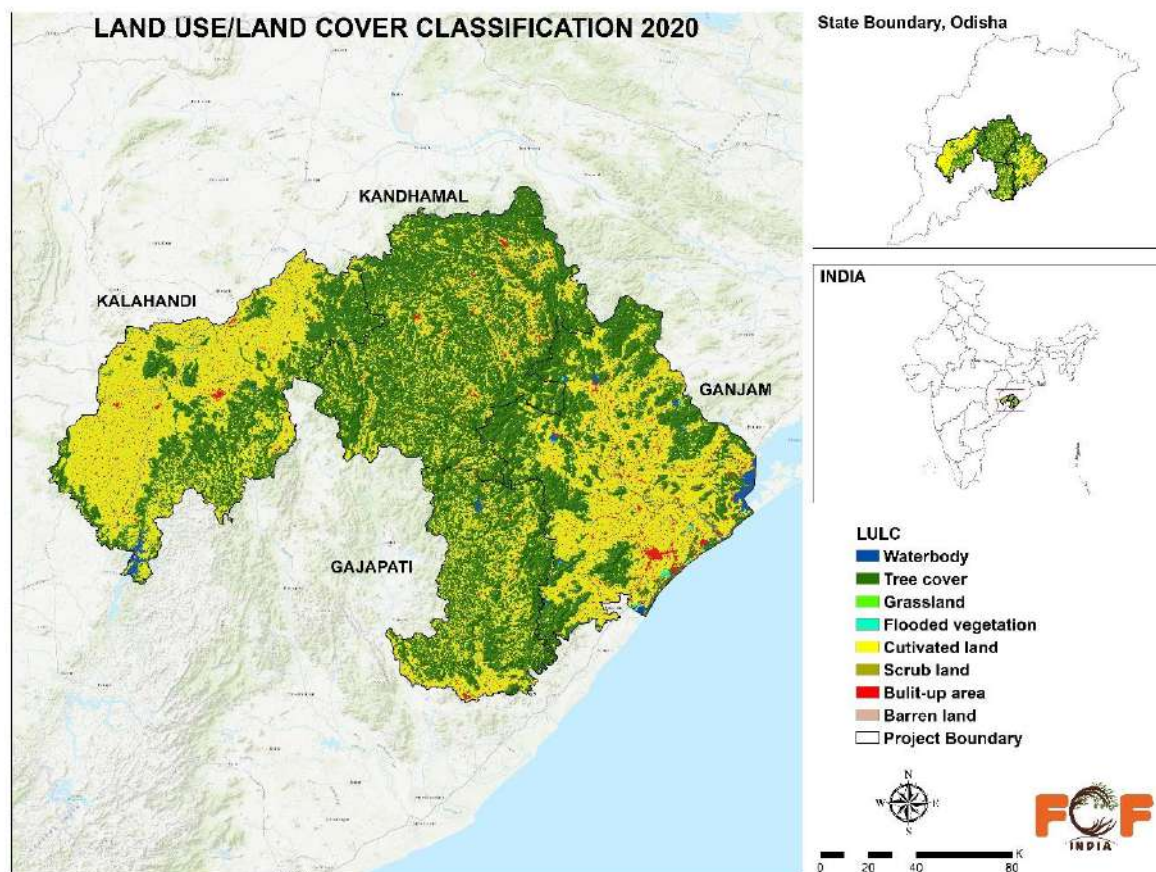 LAND USE/LAND COVER CLASSIFICATION 2020
KANDHAMAL
KALAHANDI
GANJAM
GAJAPATI
State Boundary, Odisha
INDIA
LULC
Waterbody
Tree cover
Grassland
Flooded vegetation
Cutivated land
Scrub land
Bulit-up area
Barren land
Project Boundary
N
W E
S
0 20 40 80 K
FCF
INDIA